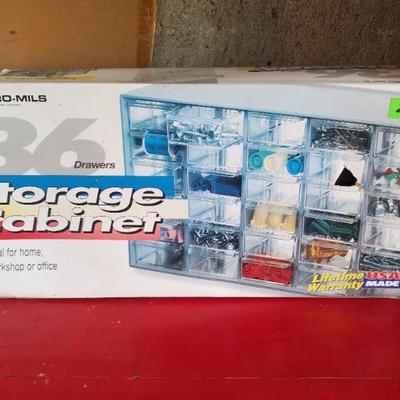 RO-MILS
36
Drawers
torage
abinet
al for home,
rkshop or office
Lifetime
Warranty
USA
MADE